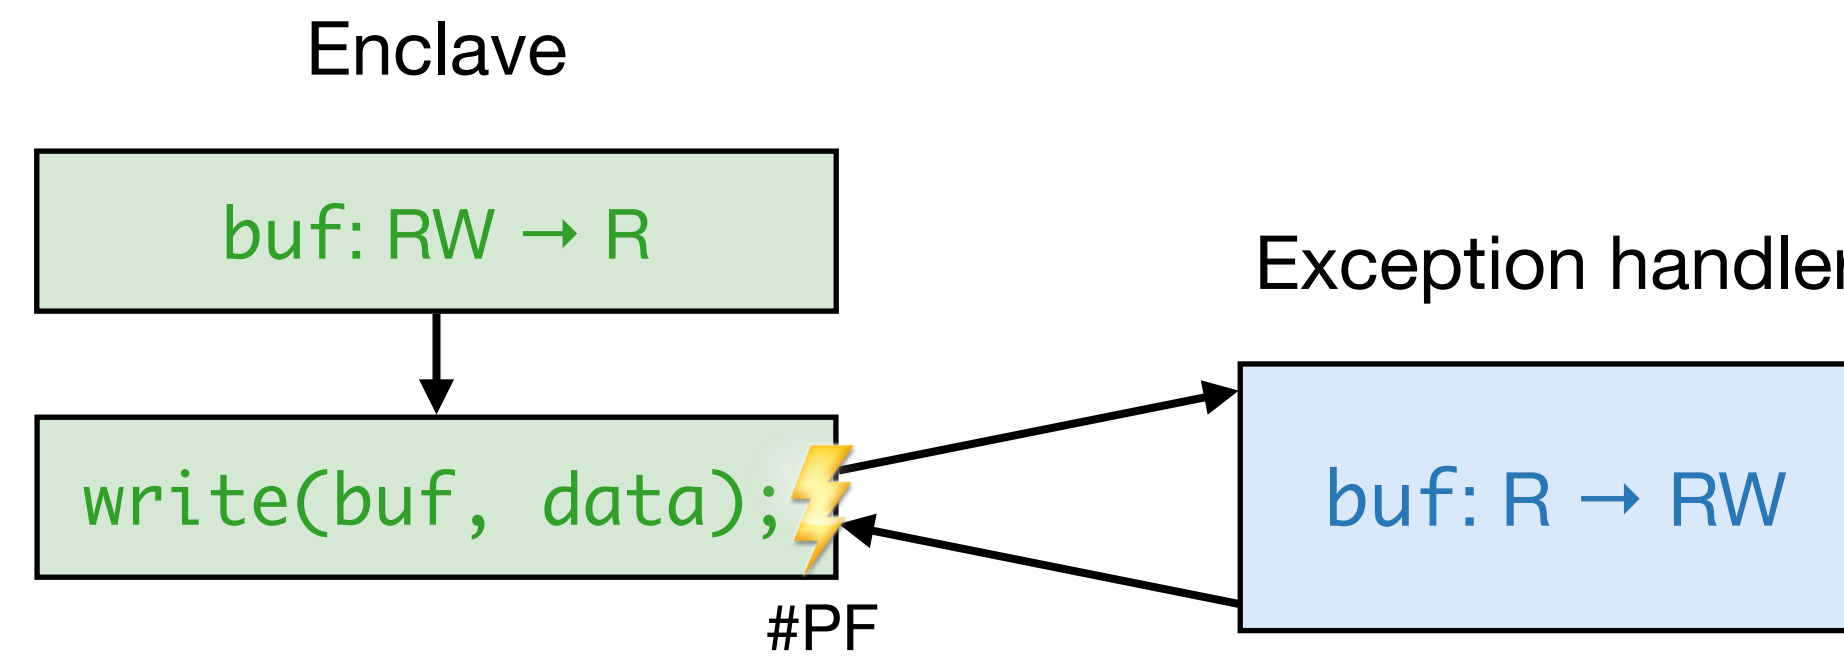 Enclave
buf: RW → R
Exception handler
write(buf, data);
buf: R → RW
#PF